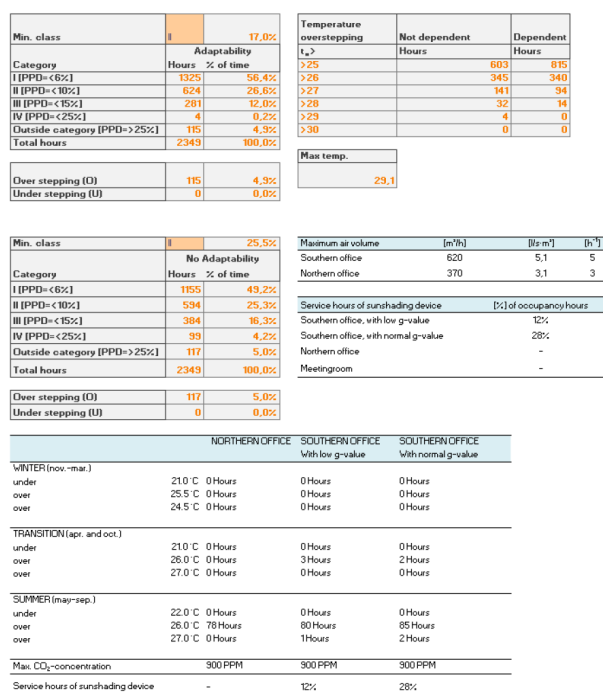 Min. class II 17,0%
Adaptability
Category Hours % of time
I [PPD=<6%] 1325 56,4%
II [PPD=<10%] 624 26,6%
III [PPD=<15%] 281 12,0%
IV [PPD=<25%] 4 0,2%
Outside category [PPD=>25%] 115 4,9%
Total hours 2349 100,0%
Over stepping (O) 115 4,9%
Under stepping (U) 0 0,0%
Temperature
overstepping Not dependent Dependent
Hours Hours
>25 603 815
>26 345 340
>27 141 94
>28 32 14
>29 4 0
>30 0 0
Max temp.
29,1
Min. class II 25,5%
No Adaptability
Category Hours % of time
I [PPD=<6%] 1155 49,2%
II [PPD=<10%] 594 25,3%
III [PPD=<15%] 384 16,3%
IV [PPD=<25%] 99 4,2%
Outside category [PPD=>25%] 117 5,0%
Total hours 2349 100,0%
Over stepping (O) 117 5,0%
Under stepping (U) 0 0,0%
Maximum air volume [m³/h] [l/s·m²] [h⁻¹]
Southern office 620 5,1 5
Northern office 370 3,1 3
Service hours of sunshading device [%] of occupancy hours
Southern office, with low g-value 12%
Southern office, with normal g-value 28%
Northern office -
Meetingroom -
NORTHERN OFFICE SOUTHERN OFFICE SOUTHERN OFFICE
With low g-value With normal g-value
WINTER (nov.-mar.)
under 21.0°C 0 Hours 0 Hours 0 Hours
over 25.5°C 0 Hours 0 Hours 0 Hours
over 24.5°C 0 Hours 0 Hours 0 Hours
TRANSITION (apr. and oct.)
under 21.0°C 0 Hours 0 Hours 0 Hours
over 26.0°C 0 Hours 3 Hours 2 Hours
over 27.0°C 0 Hours 0 Hours 0 Hours
SUMMER (may-sep.)
under 22.0°C 0 Hours 0 Hours 0 Hours
over 26.0°C 78 Hours 80 Hours 85 Hours
over 27.0°C 0 Hours 1 Hours 2 Hours
Max. CO₂-concentration 900 PPM 900 PPM 900 PPM
Service hours of sunshading device - 12% 28%